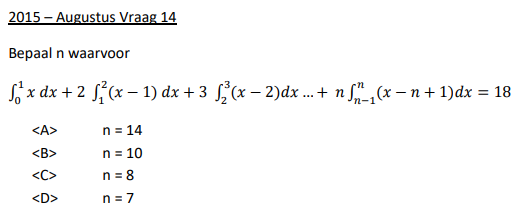 2015 – Augustus Vraag 14
Bepaal n waarvoor
∫₀¹ x dx + 2 ∫₁²(x − 1) dx + 3 ∫₂³(x − 2)dx … + n ∫ₙ₋₁ⁿ(x − n + 1)dx = 18
<A> n = 14
<B> n = 10
<C> n = 8
<D> n = 7